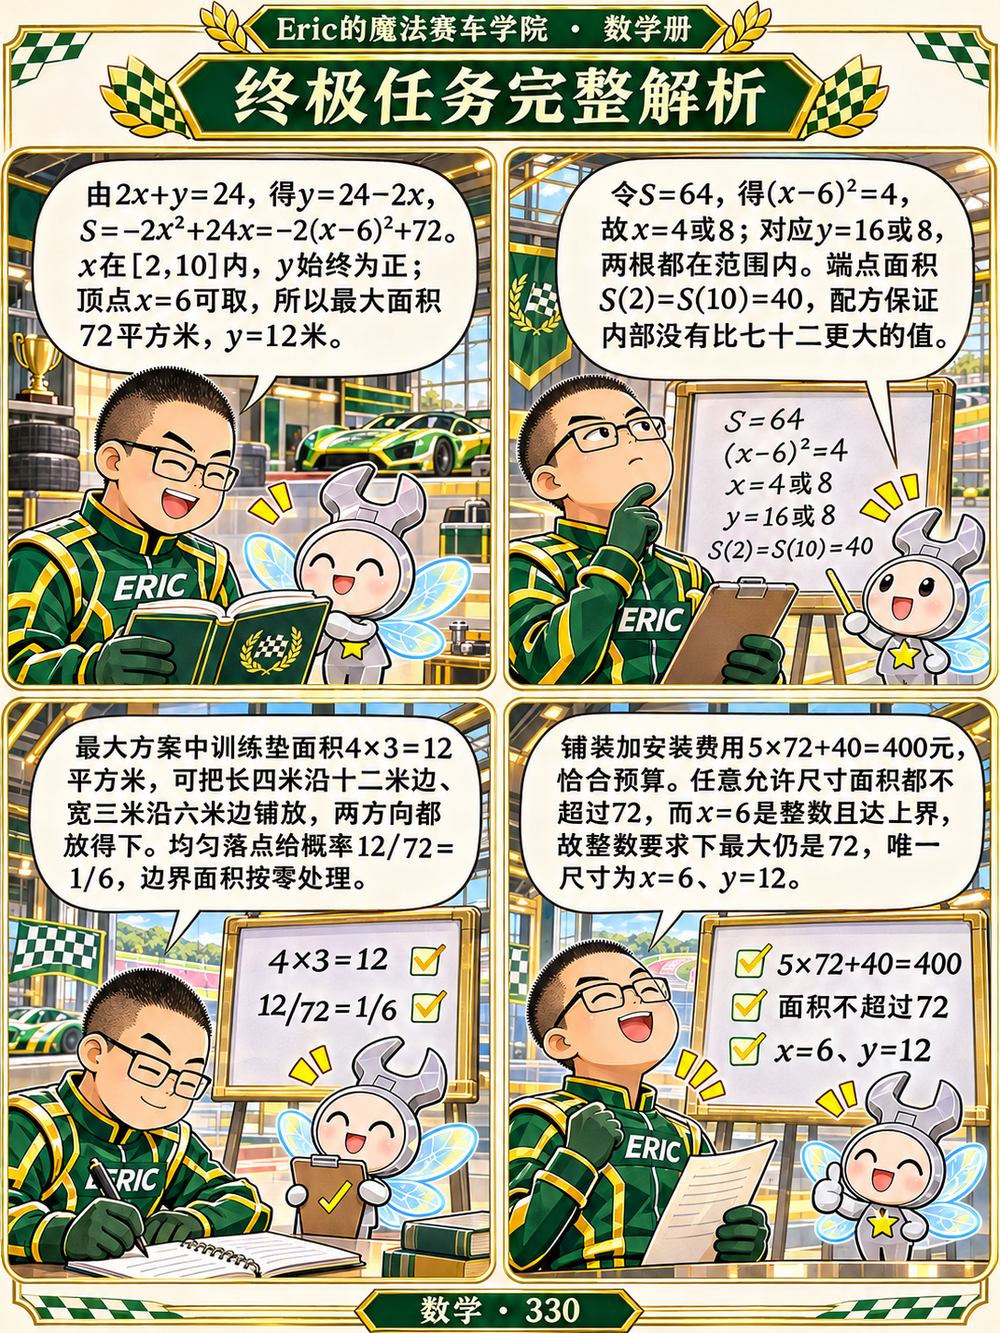 Eric的魔法赛车学院 · 数学册
终极任务完整解析
由2x+y=24，得y=24−2x，
S=−2x²+24x=−2(x−6)²+72。
x在[2,10]内，y始终为正；
顶点x=6可取，所以最大面积
72平方米，y=12米。
ERIC
令S=64，得(x−6)²=4，
故x=4或8；对应y=16或8，
两根都在范围内。端点面积
S(2)=S(10)=40，配方保证
内部没有比七十二更大的值。
S=64
(x−6)²=4
x=4或8
y=16或8
S(2)=S(10)=40
ERIC
最大方案中训练垫面积4×3=12
平方米，可把长四米沿十二米边、
宽三米沿六米边铺放，两方向都
放得下。均匀落点给概率12/72=
1/6，边界面积按零处理。
4×3=12
12/72=1/6
ERIC
铺装加安装费用5×72+40=400元，
恰合预算。任意允许尺寸面积都不
超过72，而x=6是整数且达上界，
故整数要求下最大仍是72，唯一
尺寸为x=6、y=12。
5×72+40=400
面积不超过72
x=6、y=12
ERIC
数学 · 330